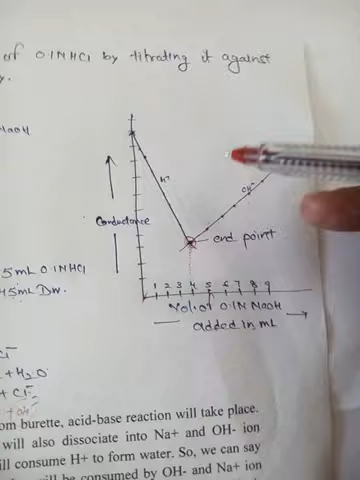 of 0.1N HCl by titrading it against
y.
NaOH
H+
OH-
Conductance
end point
5mL 0.1N HCl
45mL D.W.
1 2 3 4 5 6 7 8 9
Vol. of 0.1N NaOH
added in mL
Cl-
+ H2O
+ Cl-
+ OH-
om burette, acid-base reaction will take place.
will also dissociate into Na+ and OH- ion
ill consume H+ to form water. So, we can say
will be consumed by OH- and Na+ ion